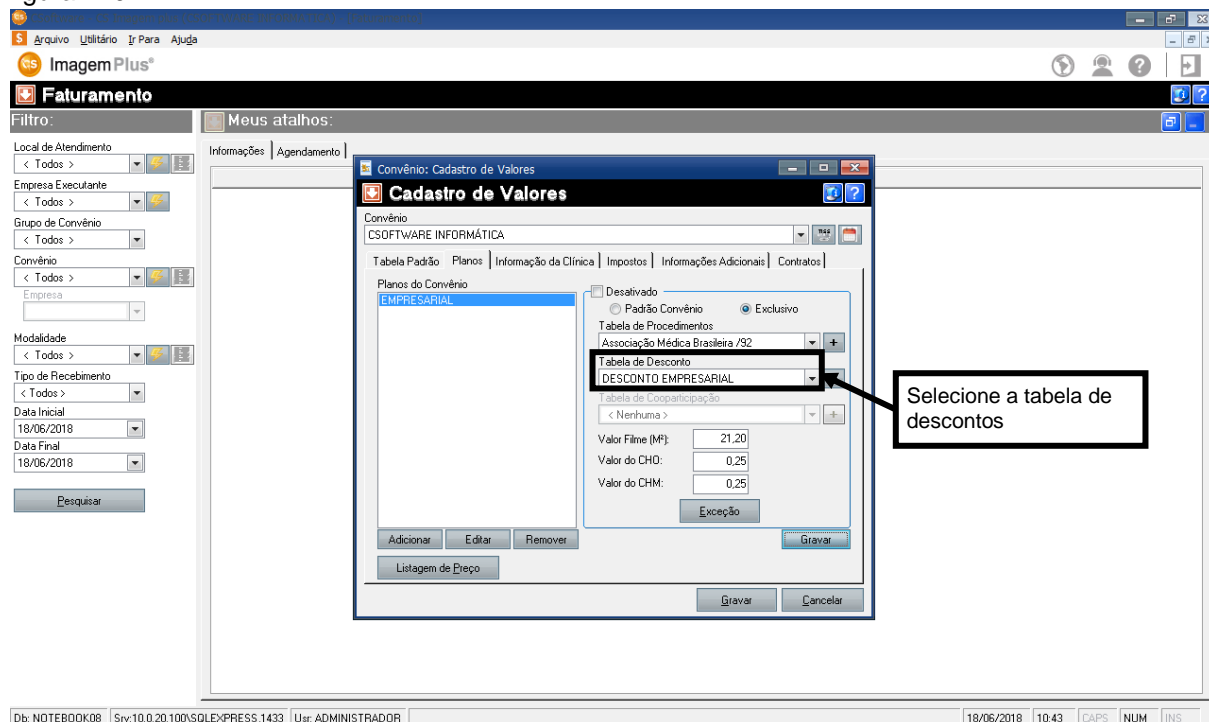 Arquivo Utilitário Ir Para Ajuda
CS ImagemPlus®
Faturamento
Filtro:
Meus atalhos:
Local de Atendimento
< Todos >
Empresa Executante
< Todos >
Grupo de Convênio
< Todos >
Convênio
< Todos >
Empresa
Modalidade
< Todos >
Tipo de Recebimento
< Todos >
Data Inicial
18/06/2018
Data Final
18/06/2018
Pesquisar
Informações Agendamento
Convênio: Cadastro de Valores
Cadastro de Valores
Convênio
CSOFTWARE INFORMÁTICA
Tabela Padrão Planos Informação da Clínica Impostos Informações Adicionais Contratos
Planos do Convênio
EMPRESARIAL
Desativado
Padrão Convênio Exclusivo
Tabela de Procedimentos
Associação Médica Brasileira /92
Tabela de Desconto
DESCONTO EMPRESARIAL
Tabela de Cooparticipação
< Nenhuma >
Valor Filme (M²): 21,20
Valor do CHO: 0,25
Valor do CHM: 0,25
Exceção
Adicionar Editar Remover
Gravar
Listagem de Preço
Gravar Cancelar
Selecione a tabela de
descontos
Db: NOTEBOOK08 Srv:10.0.20.100\SQLEXPRESS,1433 Usr: ADMINISTRADOR 18/06/2018 10:43 CAPS NUM INS